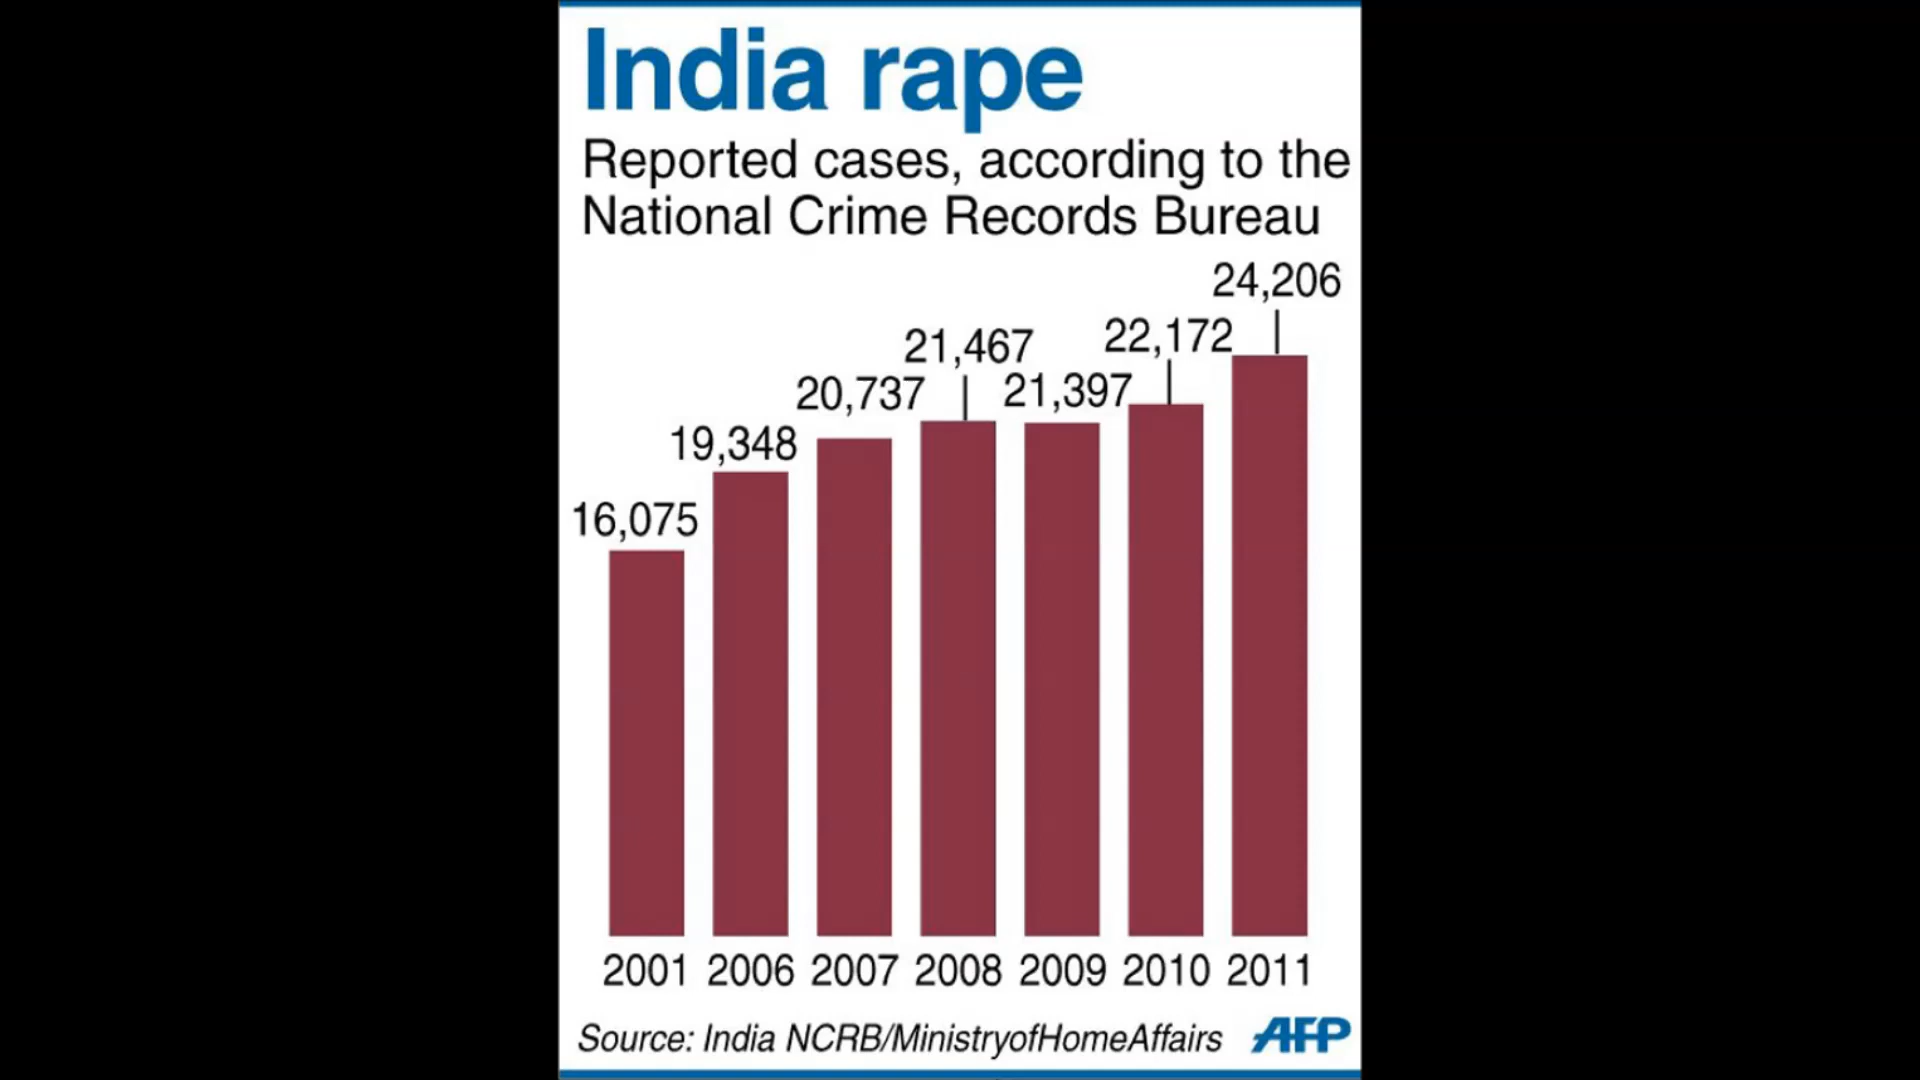 India rape
Reported cases, according to the
National Crime Records Bureau
24,206
22,172
21,467
21,397
20,737
19,348
16,075
2001 2006 2007 2008 2009 2010 2011
Source: India NCRB/MinistryofHomeAffairs AFP